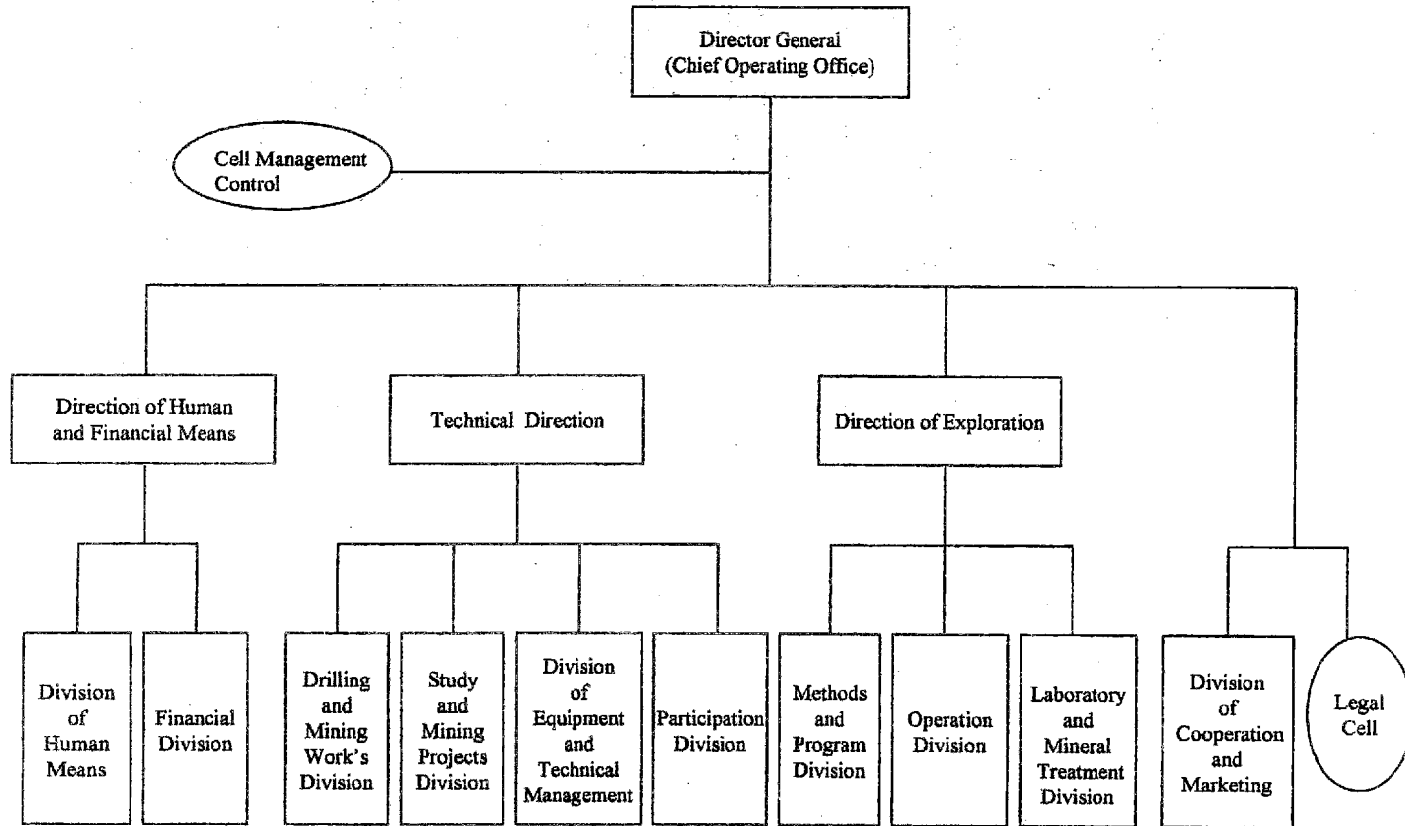 Director General
(Chief Operating Office)
Cell Management
Control
Direction of Human
and Financial Means
Technical Direction
Direction of Exploration
Division
of
Human
Means
Financial
Division
Drilling
and
Mining
Work's
Division
Study
and
Mining
Projects
Division
Division
of
Equipment
and
Technical
Management
Participation
Division
Methods
and
Program
Division
Operation
Division
Laboratory
and
Mineral
Treatment
Division
Division
of
Cooperation
and
Marketing
Legal
Cell